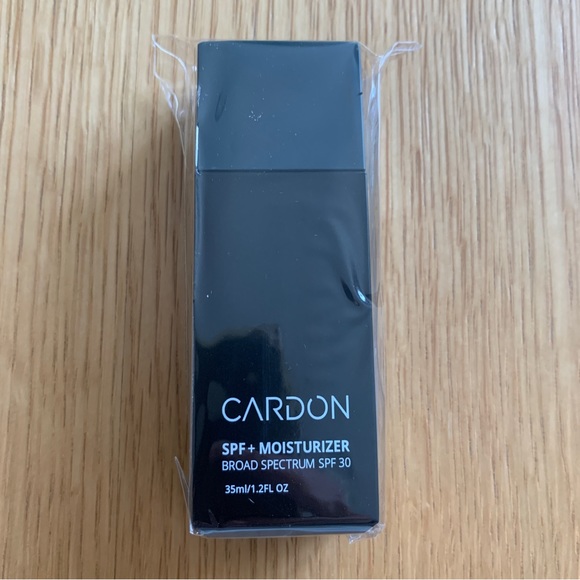 CARDON
SPF+ MOISTURIZER
BROAD SPECTRUM SPF 30
35ml/1.2FL OZ